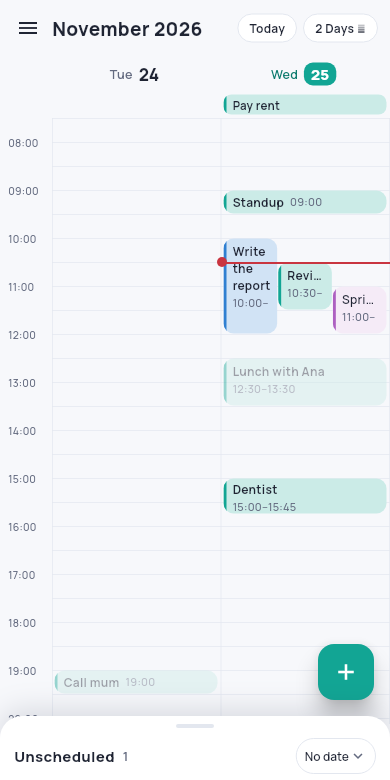 November 2026
Today
2 Days
Tue 24
Wed 25
Pay rent
08:00
09:00
Standup 09:00
10:00
Write
the
report
10:00–
Revi…
10:30–
11:00
Spri…
11:00–
12:00
Lunch with Ana
12:30–13:30
13:00
14:00
15:00
Dentist
15:00–15:45
16:00
17:00
18:00
19:00
Call mum 19:00
Unscheduled 1
No date